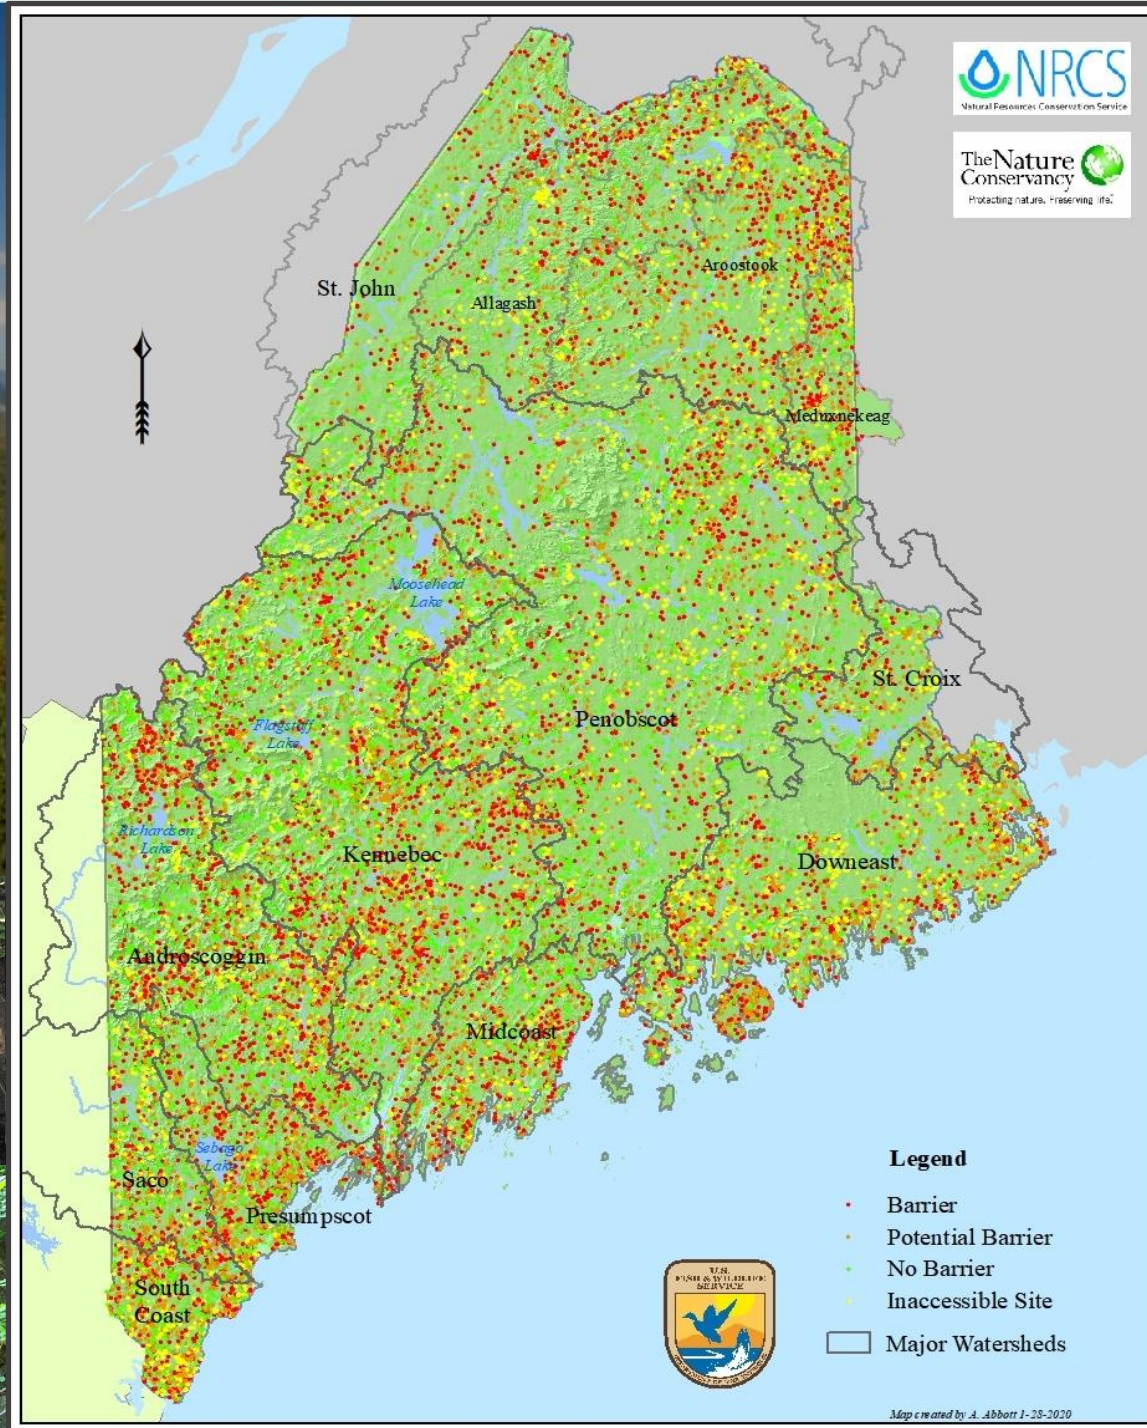 NRCS
Natural Resources Conservation Service
The Nature
Conservancy
Protecting nature. Preserving life.™
St. John
Allagash
Aroostook
Meduxnekeag
Moosehead
Lake
St. Croix
Penobscot
Flagstaff
Lake
Richardson
Lake
Kennebec
Downeast
Androscoggin
Midcoast
Sebago
Lake
Saco
Presumpscot
South
Coast
Legend
Barrier
Potential Barrier
No Barrier
Inaccessible Site
Major Watersheds
U.S.
FISH & WILDLIFE
SERVICE
Map created by A. Abbott 1-28-2020